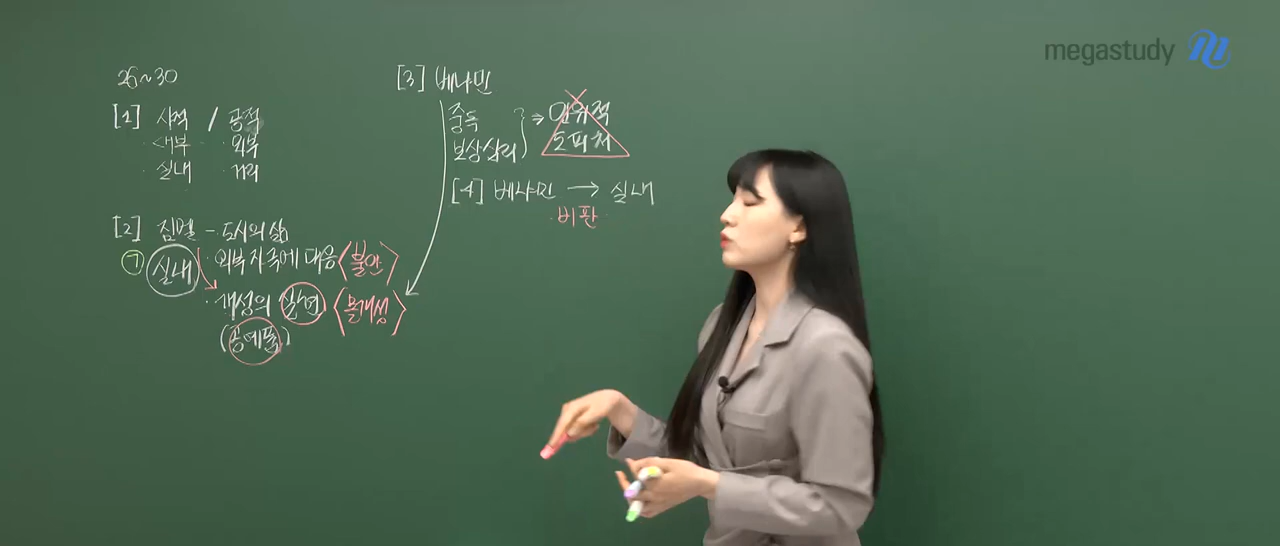 26~30
[1] 사적 / 공적
· 내부 · 외부
· 실내 · 거리
[2] 짐멜 - 도시의 삶
㉠ 실내 · 외부 자극에 대응 <불안>
· 개성의 실현 <몰개성>
(공예품)
[3] 베냐민
중독
보상심리
⇒ 인위적
도피처
[4] 베냐민 → 실내
· 비판 ·
megastudy